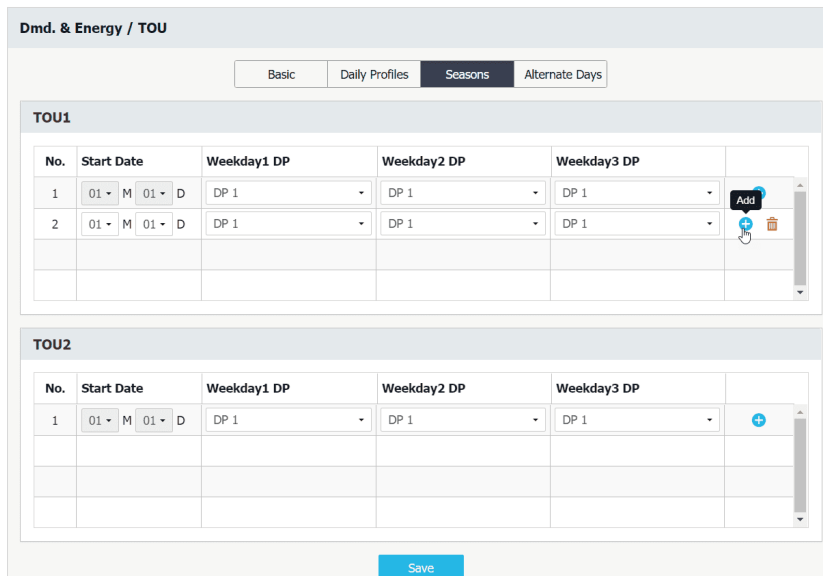 Dmd. & Energy / TOU
Basic Daily Profiles Seasons Alternate Days
TOU1
No. Start Date Weekday1 DP Weekday2 DP Weekday3 DP
1 01 M 01 D DP 1 DP 1 DP 1
Add
2 01 M 01 D DP 1 DP 1 DP 1
TOU2
No. Start Date Weekday1 DP Weekday2 DP Weekday3 DP
1 01 M 01 D DP 1 DP 1 DP 1
Save